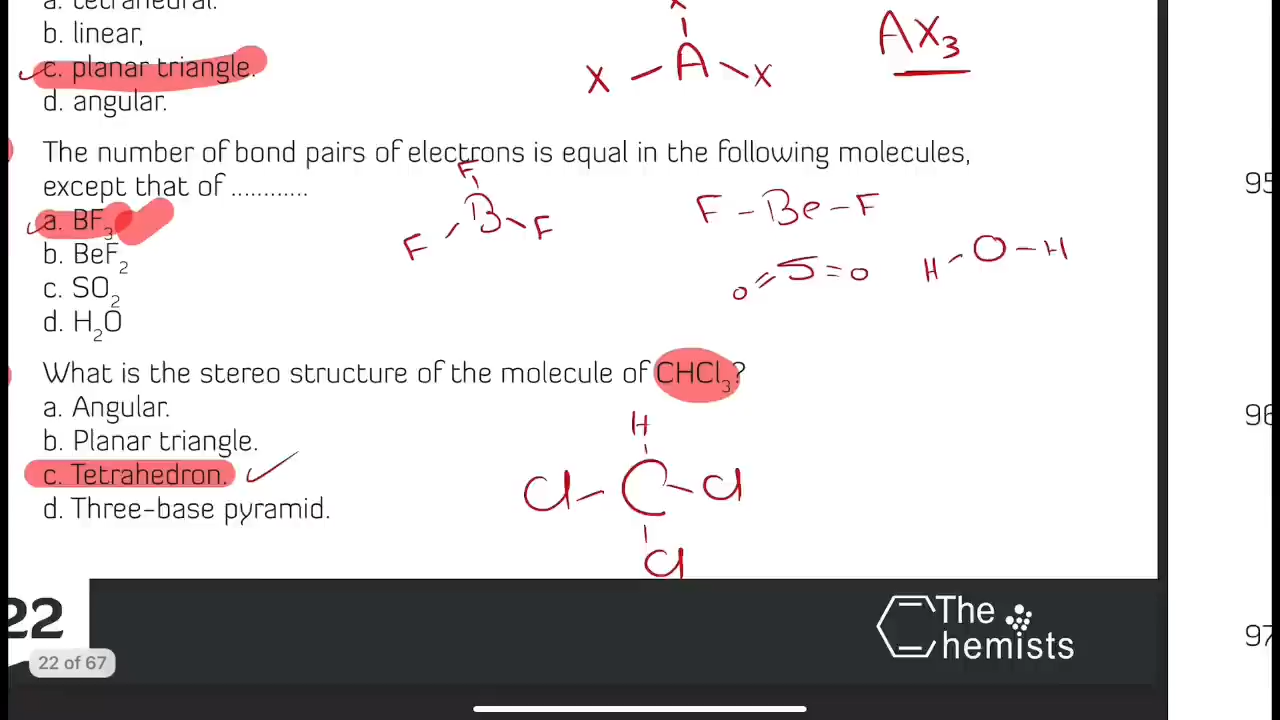 a. tetrahedral.
b. linear,
c. planar triangle.
d. angular.
X
A
X
X
AX3
The number of bond pairs of electrons is equal in the following molecules,
except that of ............
a. BF3
b. BeF2
c. SO2
d. H2O
F
B
F
F
F - Be - F
O = S = O
H - O - H
95
What is the stereo structure of the molecule of CHCl3?
a. Angular.
b. Planar triangle.
c. Tetrahedron.
d. Three-base pyramid.
H
Cl - C - Cl
Cl
96
22
22 of 67
The
Chemists
97